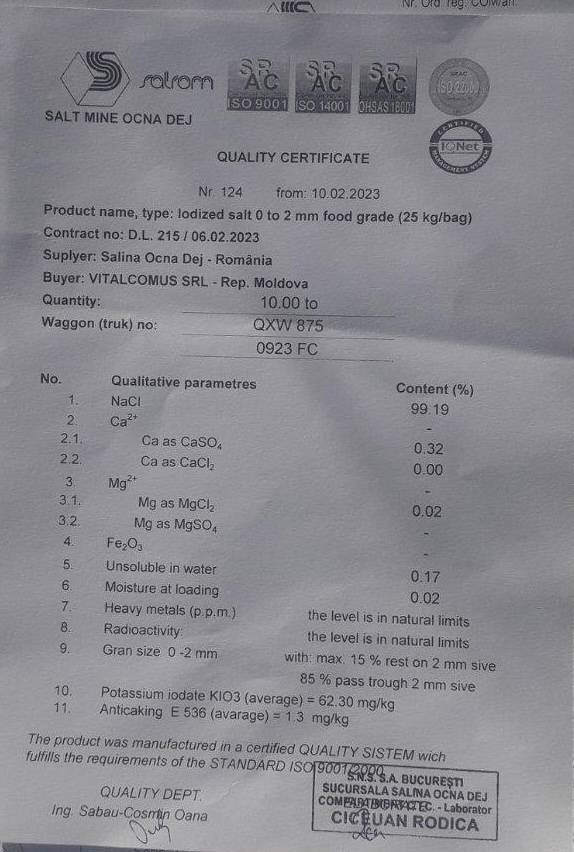 Nr. Ord. reg. COM/an.
salrom
SRAC ISO 9001
SRAC ISO 14001
SRAC OHSAS 18001
SRAC
ISO 22000
CERTIFIED
IQNet
MANAGEMENT SYSTEM
SALT MINE OCNA DEJ
QUALITY CERTIFICATE
Nr. 124 from: 10.02.2023
Product name, type: Iodized salt 0 to 2 mm food grade (25 kg/bag)
Contract no: D.L. 215 / 06.02.2023
Suplyer: Salina Ocna Dej - România
Buyer: VITALCOMUS SRL - Rep. Moldova
Quantity: 10.00 to
Waggon (truk) no: QXW 875
0923 FC
No. Qualitative parametres Content (%)
1. NaCl 99.19
2. Ca²⁺ -
2.1. Ca as CaSO₄ 0.32
2.2. Ca as CaCl₂ 0.00
3. Mg²⁺ -
3.1. Mg as MgCl₂ 0.02
3.2. Mg as MgSO₄ -
4. Fe₂O₃ -
5. Unsoluble in water 0.17
6. Moisture at loading 0.02
7. Heavy metals (p.p.m.) the level is in natural limits
8. Radioactivity: the level is in natural limits
9. Gran size 0 -2 mm with: max. 15 % rest on 2 mm sive
85 % pass trough 2 mm sive
10. Potassium iodate KIO3 (average) = 62.30 mg/kg
11. Anticaking E 536 (avarage) = 1.3 mg/kg
The product was manufactured in a certified QUALITY SISTEM wich
fulfills the requirements of the STANDARD ISO 9001/2000
QUALITY DEPT.
Ing. Sabau-Cosmin Oana
S.N.S. S.A. BUCUREŞTI
SUCURSALA SALINA OCNA DEJ
- Laborator
RODICA